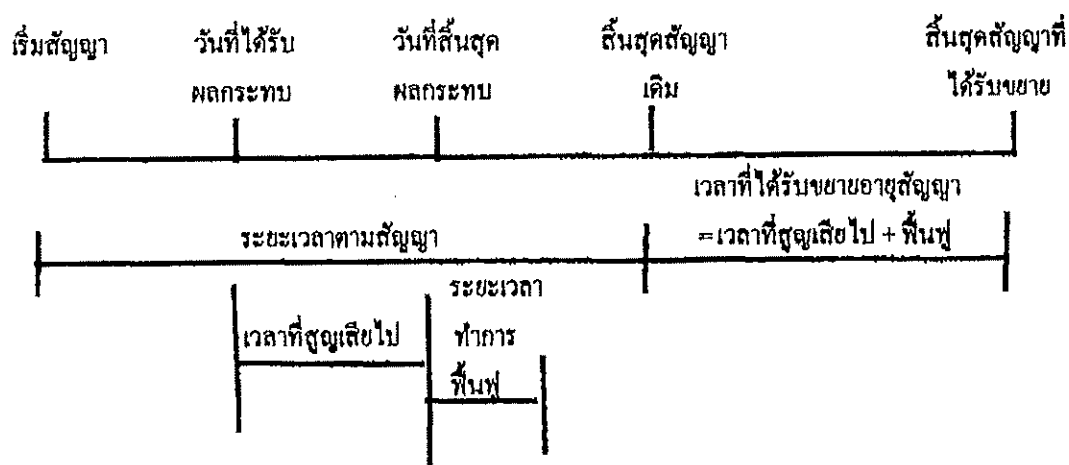 เริ่มสัญญา วันที่ได้รับ วันที่สิ้นสุด สิ้นสุดสัญญา สิ้นสุดสัญญาที่
ผลกระทบ ผลกระทบ เดิม ได้รับขยาย
เวลาที่ได้รับขยายอายุสัญญา
ระยะเวลาตามสัญญา =เวลาที่สูญเสียไป + ฟื้นฟู
ระยะเวลา
เวลาที่สูญเสียไป ทำการ
ฟื้นฟู